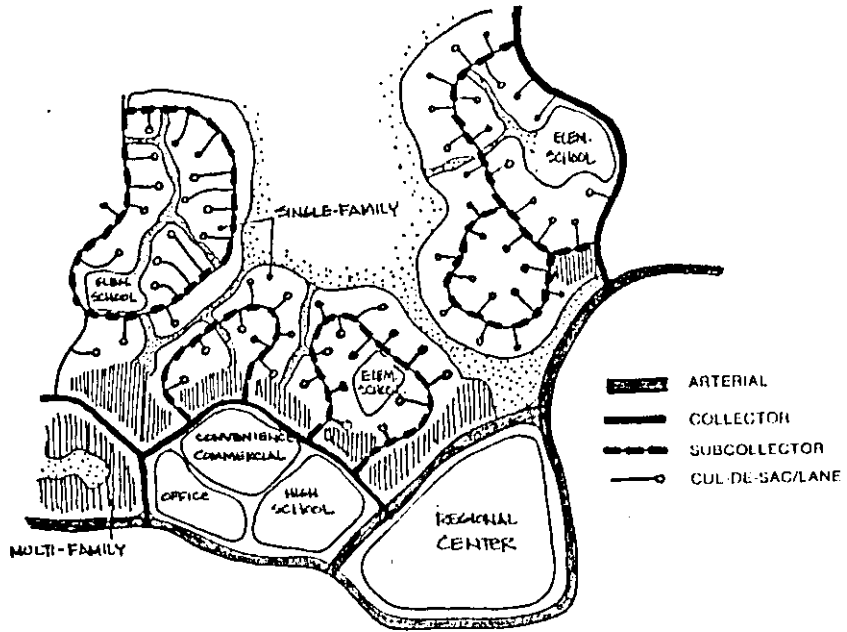 ELEM.
SCHOOL
SINGLE-FAMILY
ELEM.
SCHOOL
ELEM.
SCHOOL
ARTERIAL
COLLECTOR
SUBCOLLECTOR
CUL-DE-SAC/LANE
CONVENIENCE
COMMERCIAL
OFFICE
HIGH
SCHOOL
REGIONAL
CENTER
MULTI-FAMILY